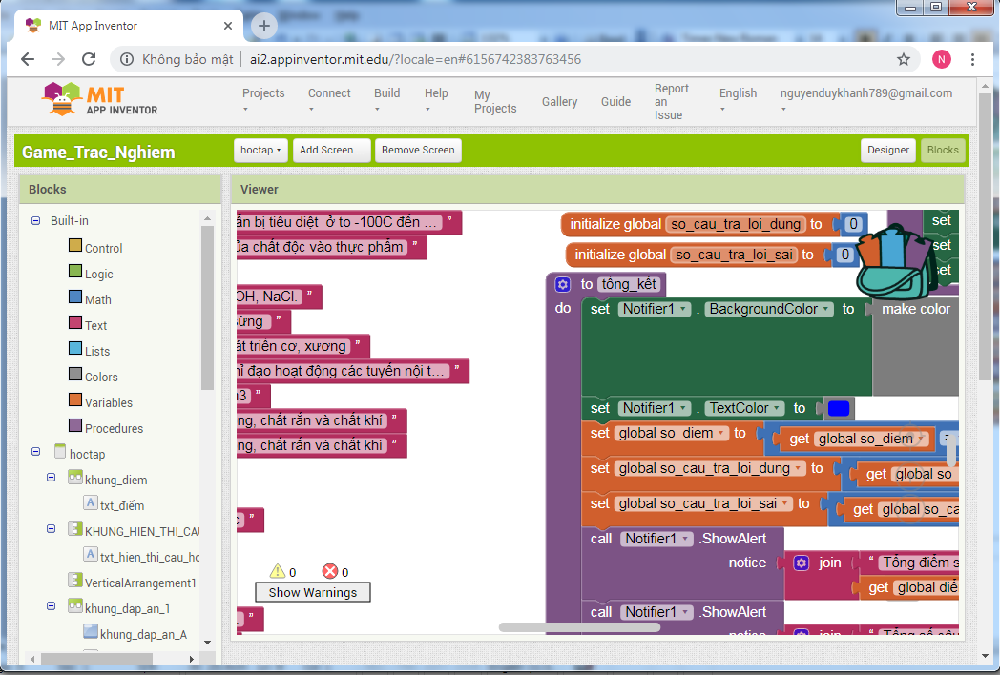 MIT App Inventor
Không bảo mật | ai2.appinventor.mit.edu/?locale=en#6156742383763456
N
MIT
APP INVENTOR
Projects
Connect
Build
Help
My Projects
Gallery
Guide
Report an Issue
English
nguyenduykhanh789@gmail.com
Game_Trac_Nghiem
hoctap
Add Screen ...
Remove Screen
Designer
Blocks
Blocks
Viewer
Built-in
Control
Logic
Math
Text
Lists
Colors
Variables
Procedures
hoctap
khung_diem
txt_điểm
KHUNG_HIEN_THI_CAU
txt_hien_thi_cau_ho
VerticalArrangement1
khung_dap_an_1
khung_dap_an_A
ần bị tiêu diệt ở to -100C đến ... ”
ủa chất độc vào thực phẩm ”
OH, NaCl. ”
sừng ”
át triển cơ, xương ”
hỉ đạo hoạt động các tuyến nội t... ”
n3 ”
ng, chất rắn và chất khí ”
ng, chất rắn và chất khí ”
c ”
. ”
0
0
Show Warnings
initialize global so_cau_tra_loi_dung to 0
initialize global so_cau_tra_loi_sai to 0
set
set
set
to tổng_kết
do set Notifier1 . BackgroundColor to make color
set Notifier1 . TextColor to
set global so_diem to get global so_diem
set global so_cau_tra_loi_dung to get global so_
set global so_cau_tra_loi_sai to get global so_ca
call Notifier1 .ShowAlert
notice join “ Tổng điểm s
get global điể
call Notifier1 .ShowAlert
notice join “ Tổng số câu